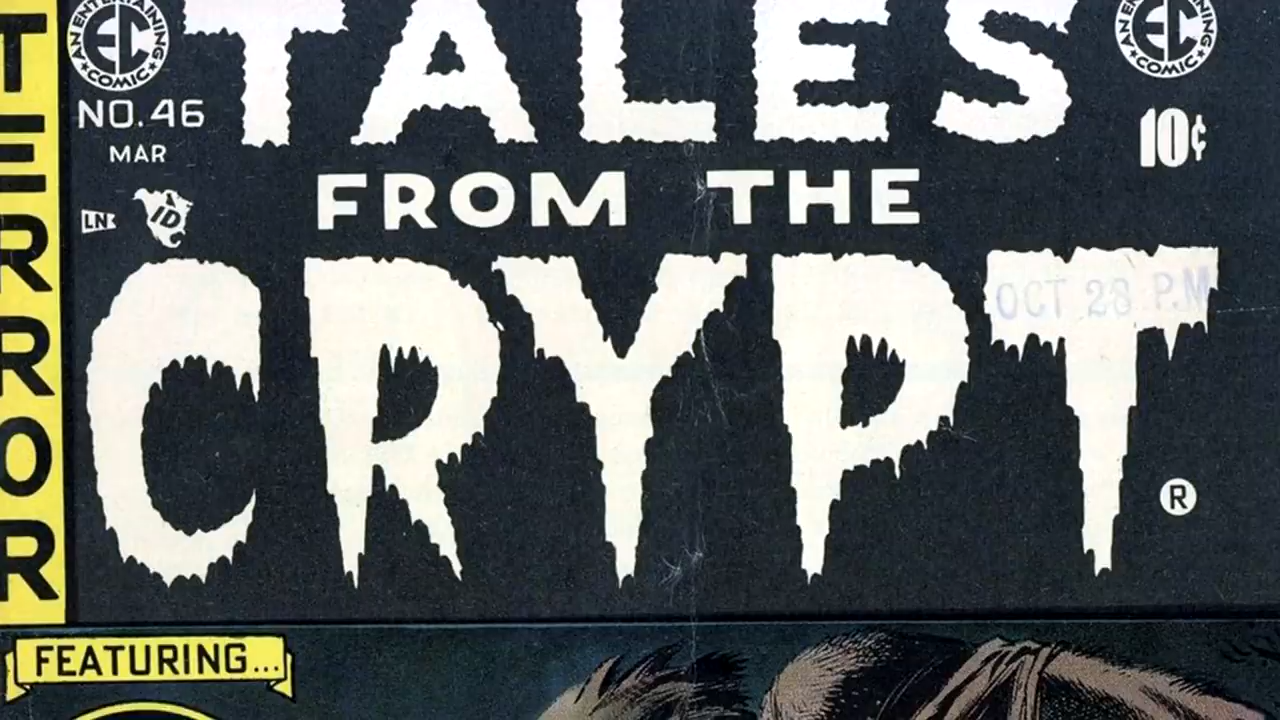 TERROR
AN ENTERTAINING
EC
COMIC
NO. 46
MAR
LN
ID
TALES
FROM THE
CRYPT
AN ENTERTAINING
EC
COMIC
10¢
OCT 28 P.M
®
FEATURING...